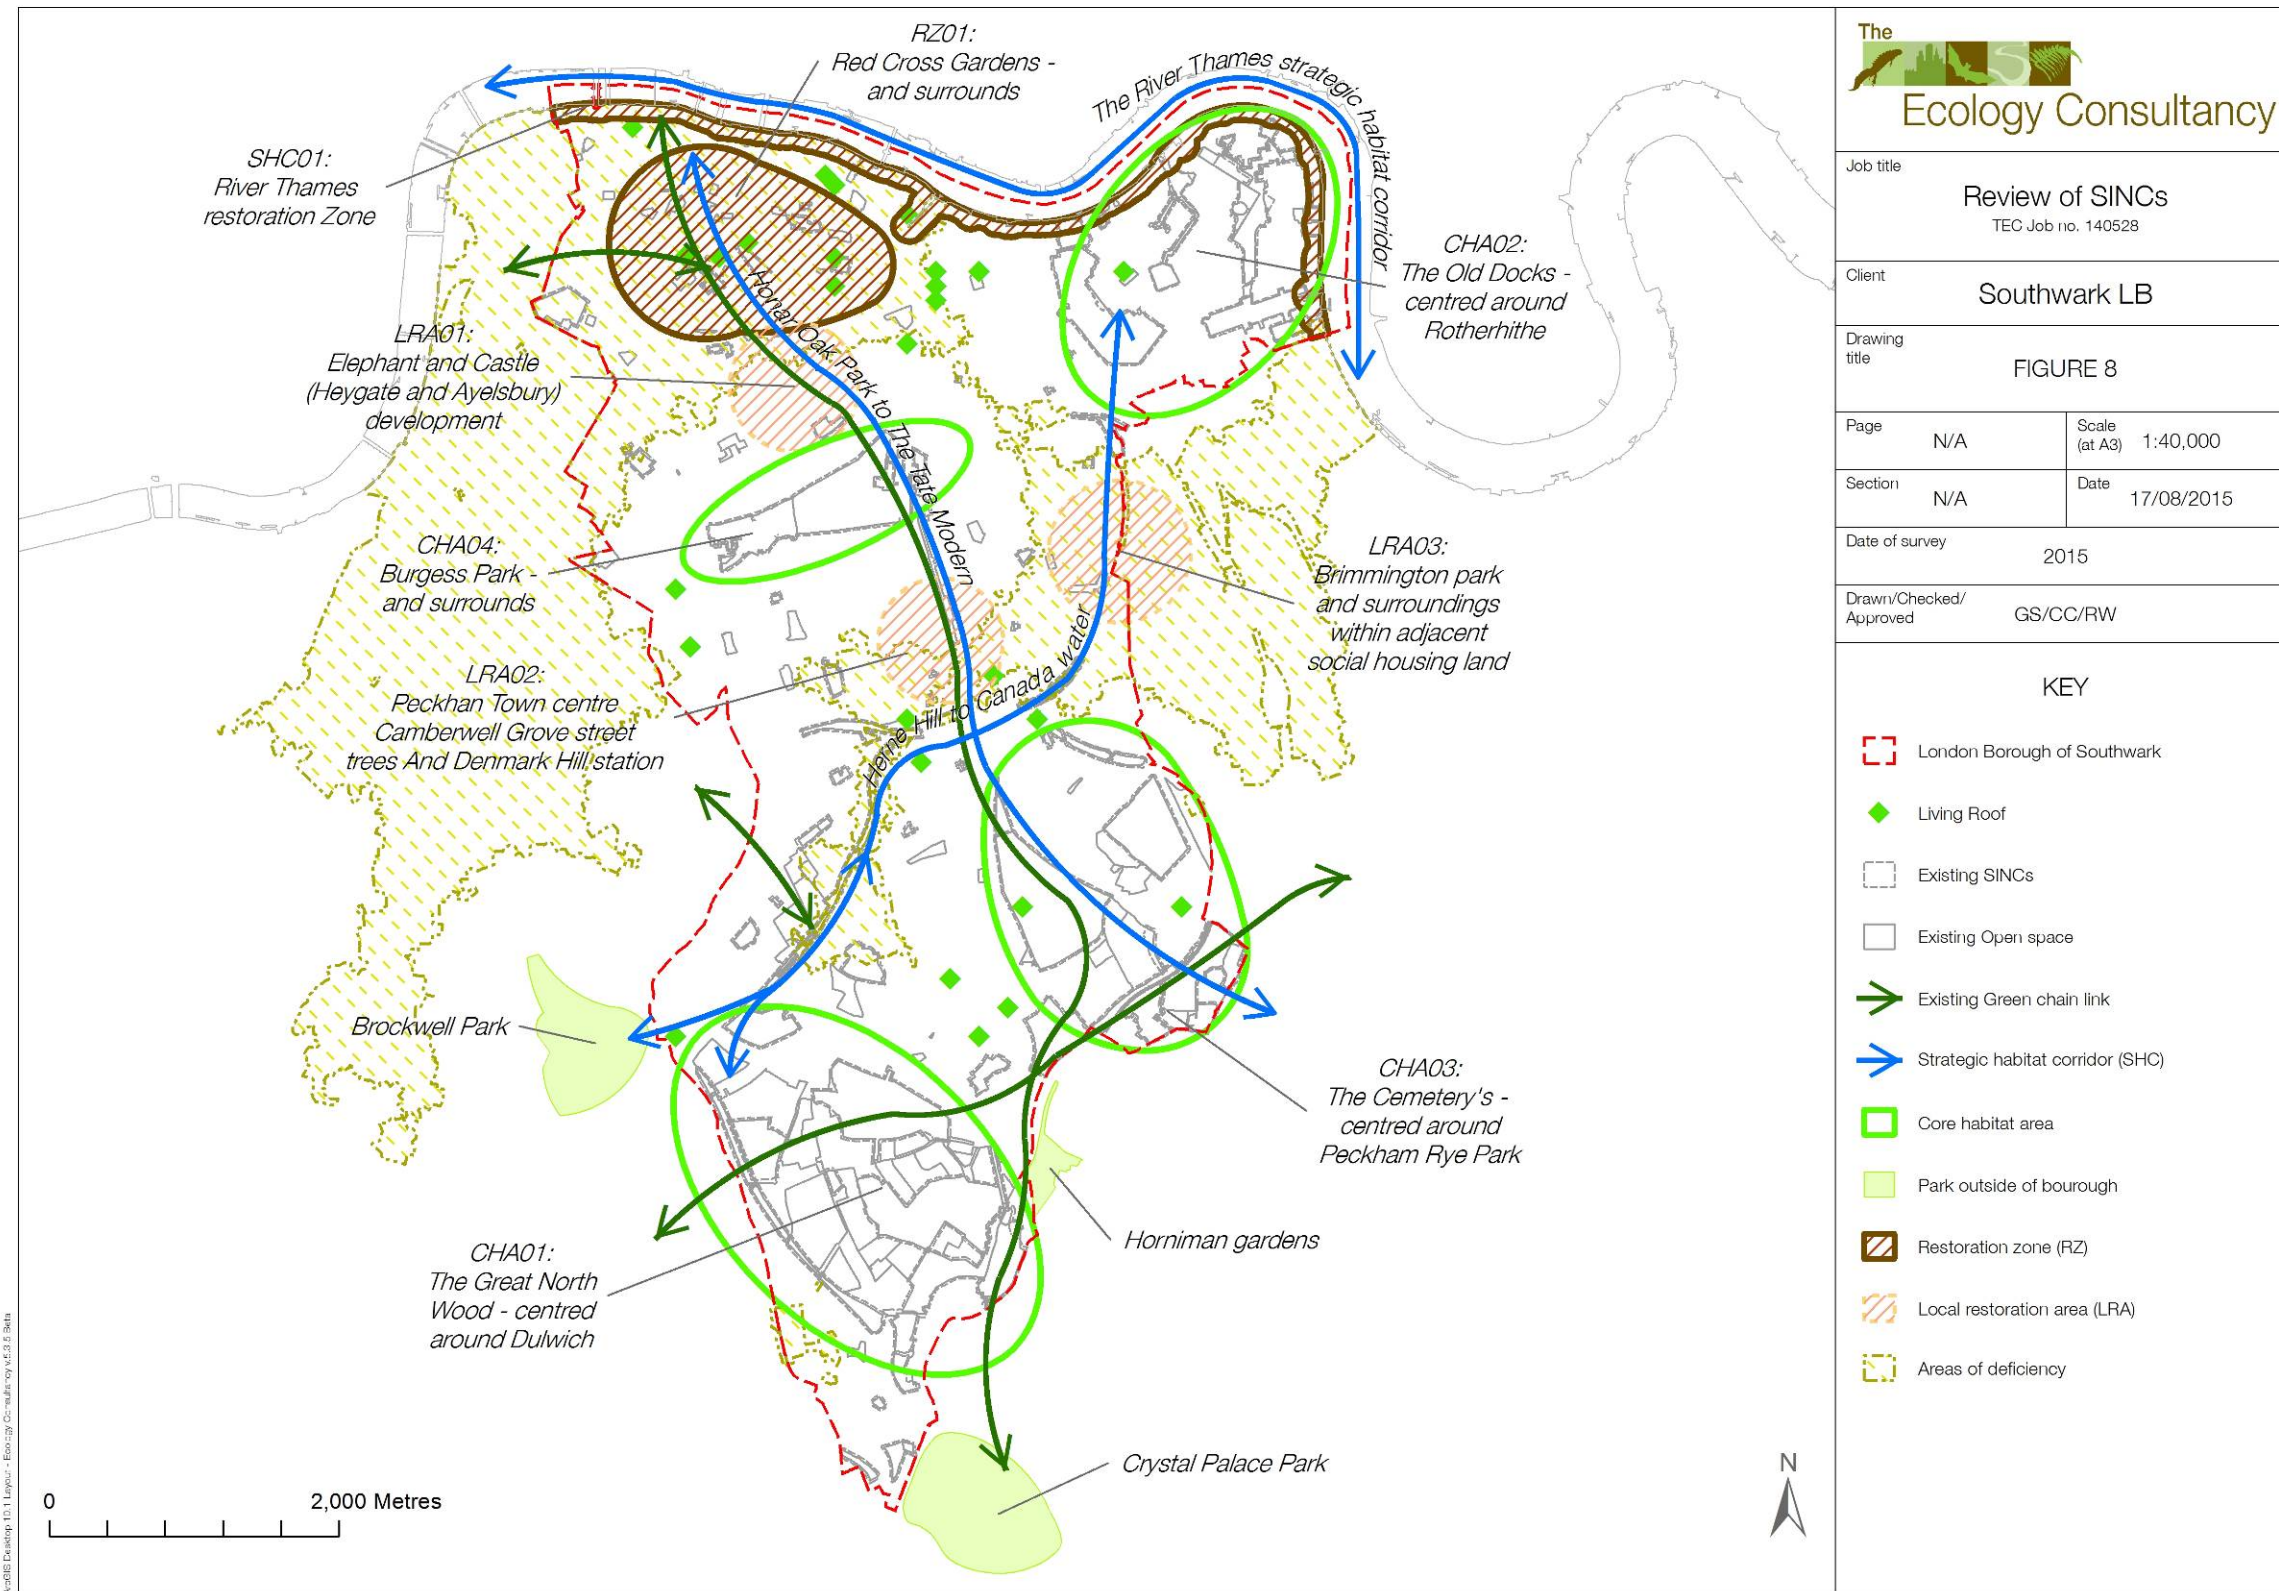 RZ01:
Red Cross Gardens -
and surrounds
The River Thames strategic habitat corridor
SHC01:
River Thames
restoration Zone
CHA02:
The Old Docks -
centred around
Rotherhithe
LRA01:
Elephant and Castle
(Heygate and Ayelsbury)
development
Honar Oak Park to The Tate Modern
CHA04:
Burgess Park -
and surrounds
LRA03:
Brimmington park
and surroundings
within adjacent
social housing land
LRA02:
Peckhan Town centre
Camberwell Grove street
trees And Denmark Hill station
Herne Hill to Canada water
Brockwell Park
CHA03:
The Cemetery's -
centred around
Peckham Rye Park
Horniman gardens
CHA01:
The Great North
Wood - centred
around Dulwich
Crystal Palace Park
0 2,000 Metres
N
The
Ecology Consultancy
Job title
Review of SINCs
TEC Job no. 140528
Client
Southwark LB
Drawing
title
FIGURE 8
Page
N/A
Scale
(at A3) 1:40,000
Section
N/A
Date
17/08/2015
Date of survey
2015
Drawn/Checked/
Approved
GS/CC/RW
KEY
London Borough of Southwark
Living Roof
Existing SINCs
Existing Open space
Existing Green chain link
Strategic habitat corridor (SHC)
Core habitat area
Park outside of bourough
Restoration zone (RZ)
Local restoration area (LRA)
Areas of deficiency